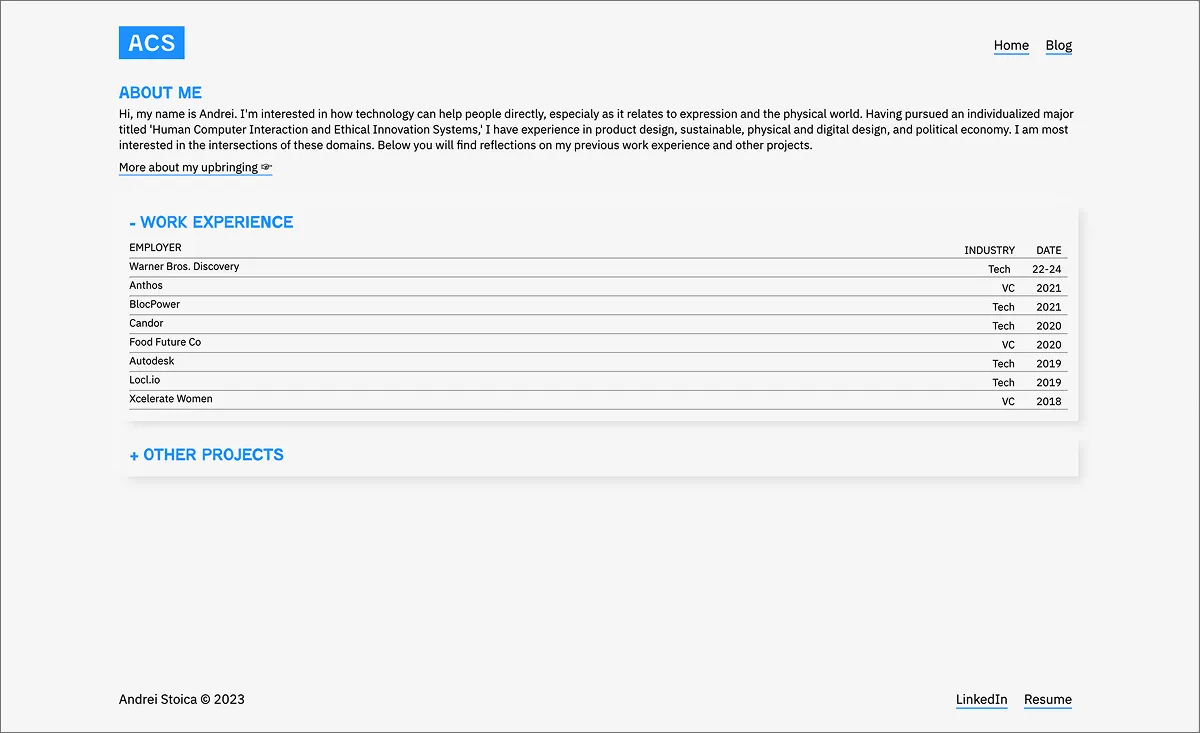 ACS
Home Blog
ABOUT ME
Hi, my name is Andrei. I'm interested in how technology can help people directly, especialy as it relates to expression and the physical world. Having pursued an individualized major
titled 'Human Computer Interaction and Ethical Innovation Systems,' I have experience in product design, sustainable, physical and digital design, and political economy. I am most
interested in the intersections of these domains. Below you will find reflections on my previous work experience and other projects.
More about my upbringing ☞
- WORK EXPERIENCE
EMPLOYER INDUSTRY DATE
Warner Bros. Discovery Tech 22-24
Anthos VC 2021
BlocPower Tech 2021
Candor Tech 2020
Food Future Co VC 2020
Autodesk Tech 2019
Locl.io Tech 2019
Xcelerate Women VC 2018
+ OTHER PROJECTS
Andrei Stoica © 2023 LinkedIn Resume